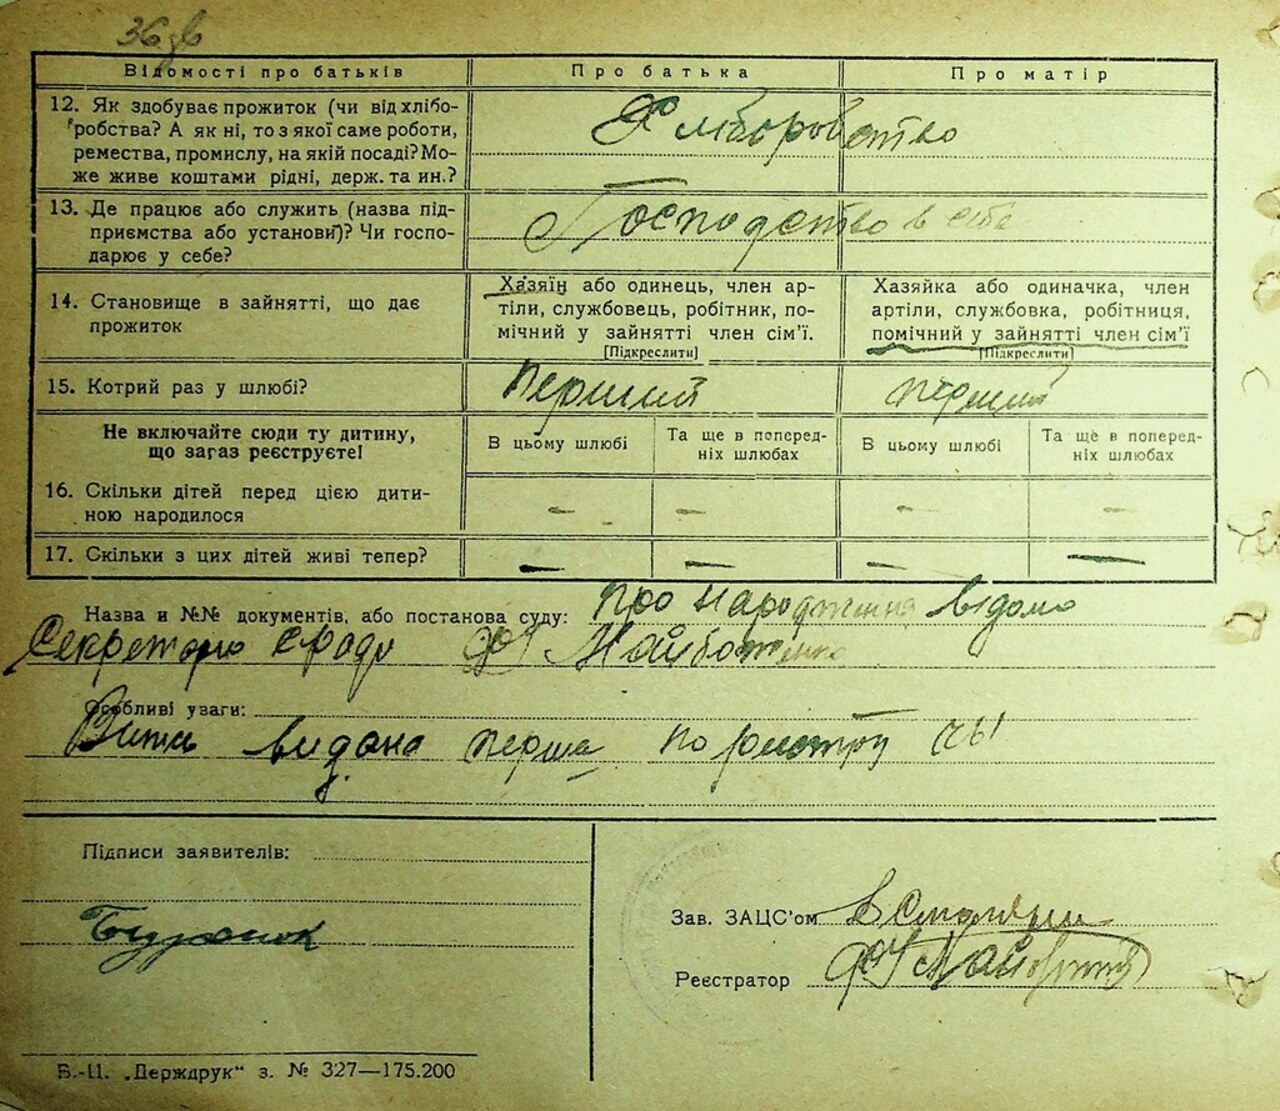 36 зв
Відомості про батьків Про батька Про матір
12. Як здобуває прожиток (чи від хлібо-
робства? А як ні, то з якої саме роботи,
ремества, промислу, на якій посаді? Мо-
же живе коштами рідні, держ. та ин.?
Хліборобство
13. Де працює або служить (назва під-
приємства або установи)? Чи госпо-
дарює у себе?
Господство в себе
14. Становище в зайнятті, що дає
прожиток
Хазяїн або одинець, член ар-
тіли, службовець, робітник, по-
мічний у зайнятті член сім'ї.
[Підкреслити]
Хазяйка або одиначка, член
артіли, службовка, робітниця,
помічний у зайнятті член сім'ї
[Підкреслити]
15. Котрий раз у шлюбі? Перший перший
Не включайте сюди ту дитину,
що загаз реєструєте!
В цьому шлюбі
Та ще в поперед-
ніх шлюбах
В цьому шлюбі
Та ще в поперед-
ніх шлюбах
16. Скільки дітей перед цією дити-
ною народилося
— — — —
17. Скільки з цих дітей живі тепер? — — — —
Назва и №№ документів, або постанова суду: Про народження відомо
Секретарю с ради
Особливі уваги:
видана перша по реєстру
Підписи заявителів:
Зав. ЗАЦС'ом
Реєстратор
Б.-Ц. „Держдрук" з. № 327—175.200